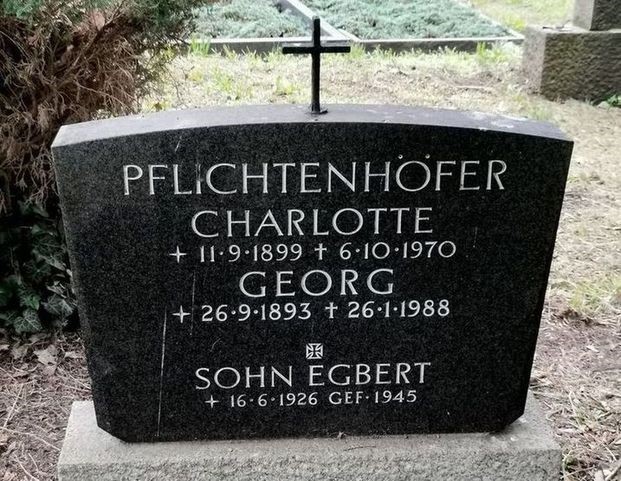 PFLICHTENHÖFER
CHARLOTTE
+ 11·9·1899 † 6·10·1970
GEORG
+ 26·9·1893 † 26·1·1988
SOHN EGBERT
+ 16·6·1926 GEF·1945